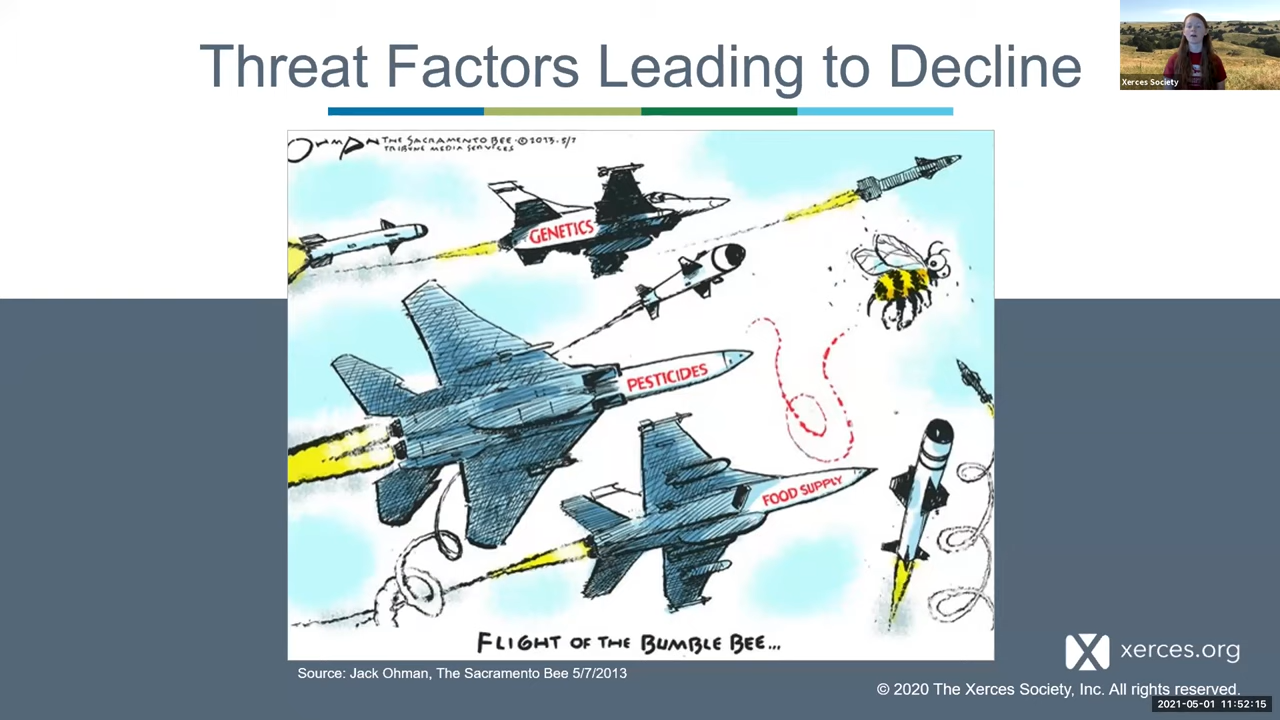 Threat Factors Leading to Decline
Xerces Society
OHMAN THE SACRAMENTO BEE ©2013 5/7
TRIBUNE MEDIA SERVICES
GENETICS
PESTICIDES
FOOD SUPPLY
FLIGHT OF THE BUMBLE BEE...
Source: Jack Ohman, The Sacramento Bee 5/7/2013
xerces.org
© 2020 The Xerces Society, Inc. All rights reserved.
2021-05-01 11:52:15